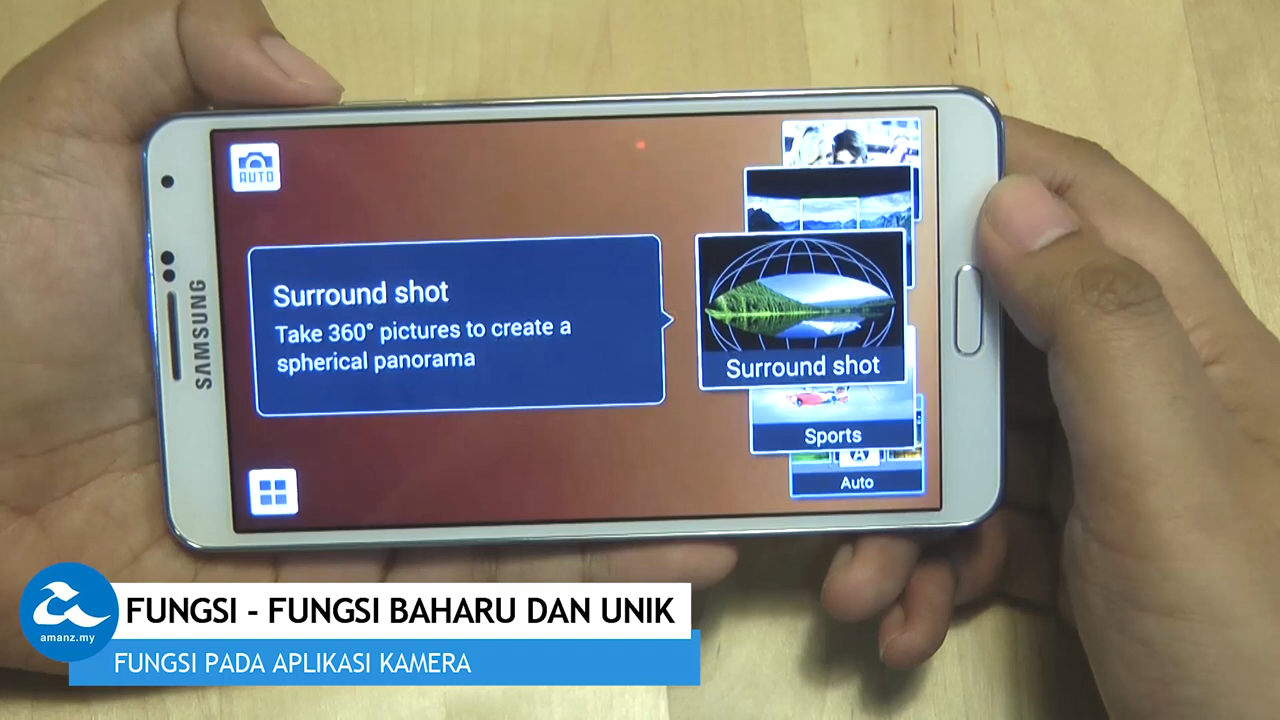 AUTO
Surround shot
Take 360° pictures to create a
spherical panorama
Surround shot
Sports
A
Auto
SAMSUNG
amanz.my
FUNGSI - FUNGSI BAHARU DAN UNIK
FUNGSI PADA APLIKASI KAMERA